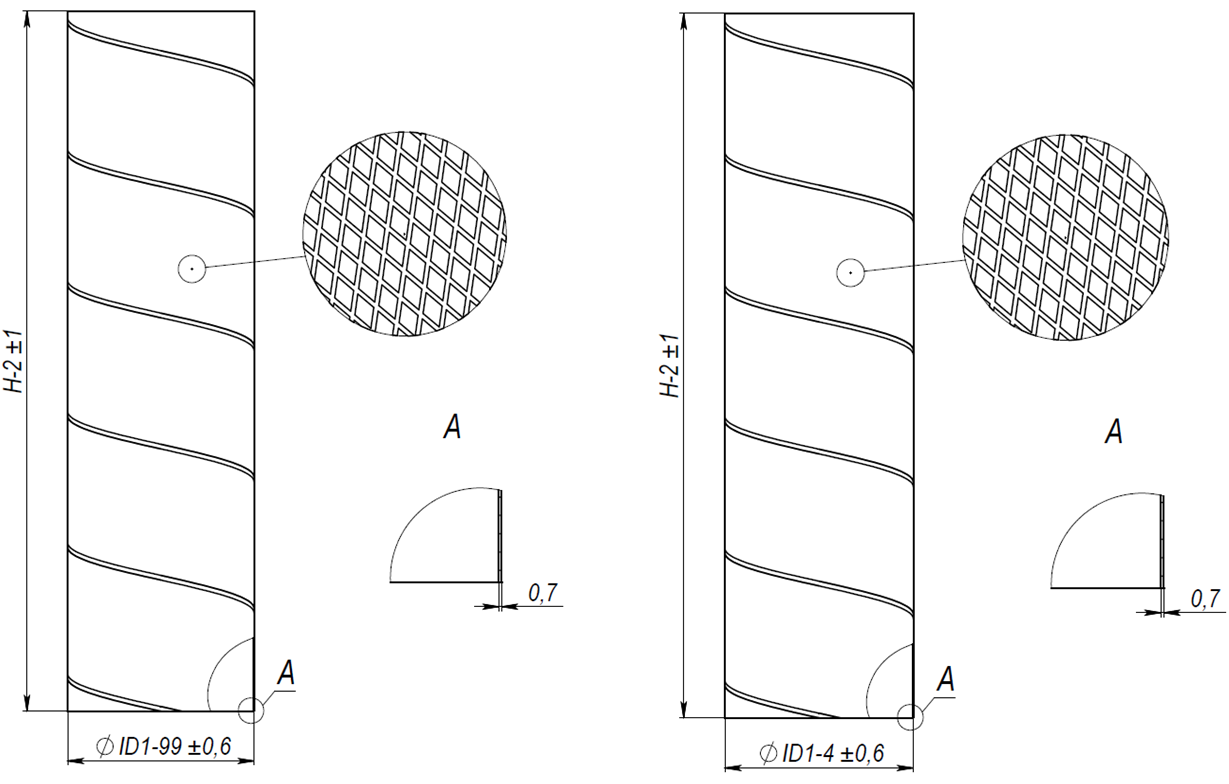 H-2 ±1
A
0,7
A
∅ ID1-99 ±0,6
H-2 ±1
A
0,7
A
∅ ID1-4 ±0,6